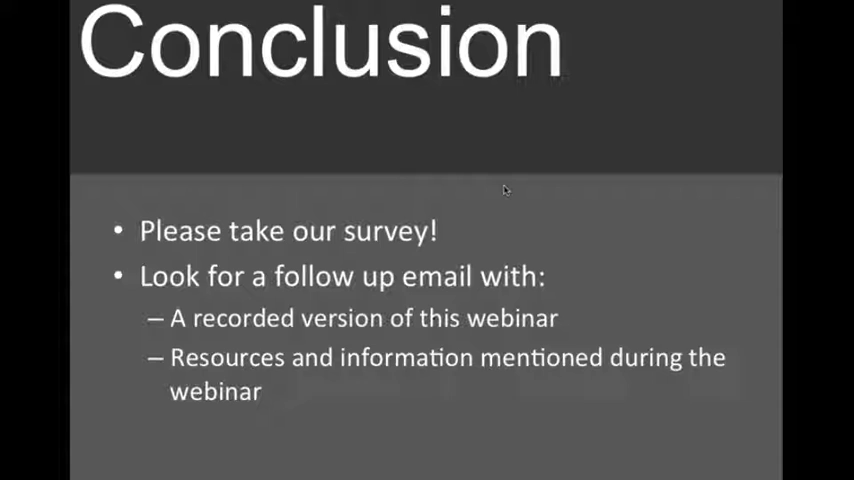 Conclusion
• Please take our survey!
• Look for a follow up email with:
– A recorded version of this webinar
– Resources and information mentioned during the
webinar